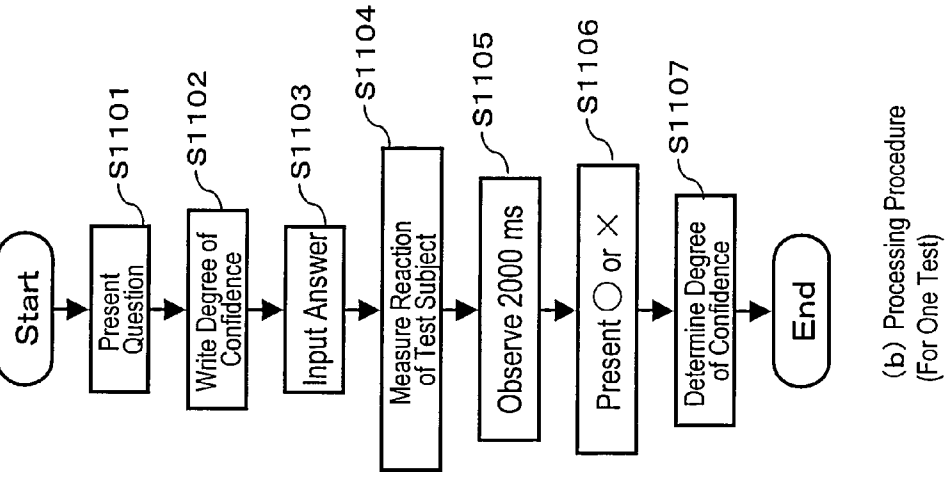 Start
Present
Question
S1101
Write Degree of
Confidence
S1102
Input Answer
S1103
Measure Reaction
of Test Subject
S1104
Observe 2000 ms
S1105
Present ○ or ×
S1106
Determine Degree
of Confidence
S1107
End
(b) Processing Procedure
(For One Test)